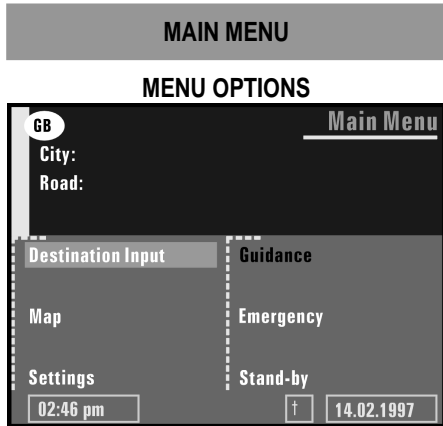 MAIN MENU
MENU OPTIONS
GB Main Menu
City:
Road:
Destination Input Guidance
Map Emergency
Settings Stand-by
02:46 pm † 14.02.1997